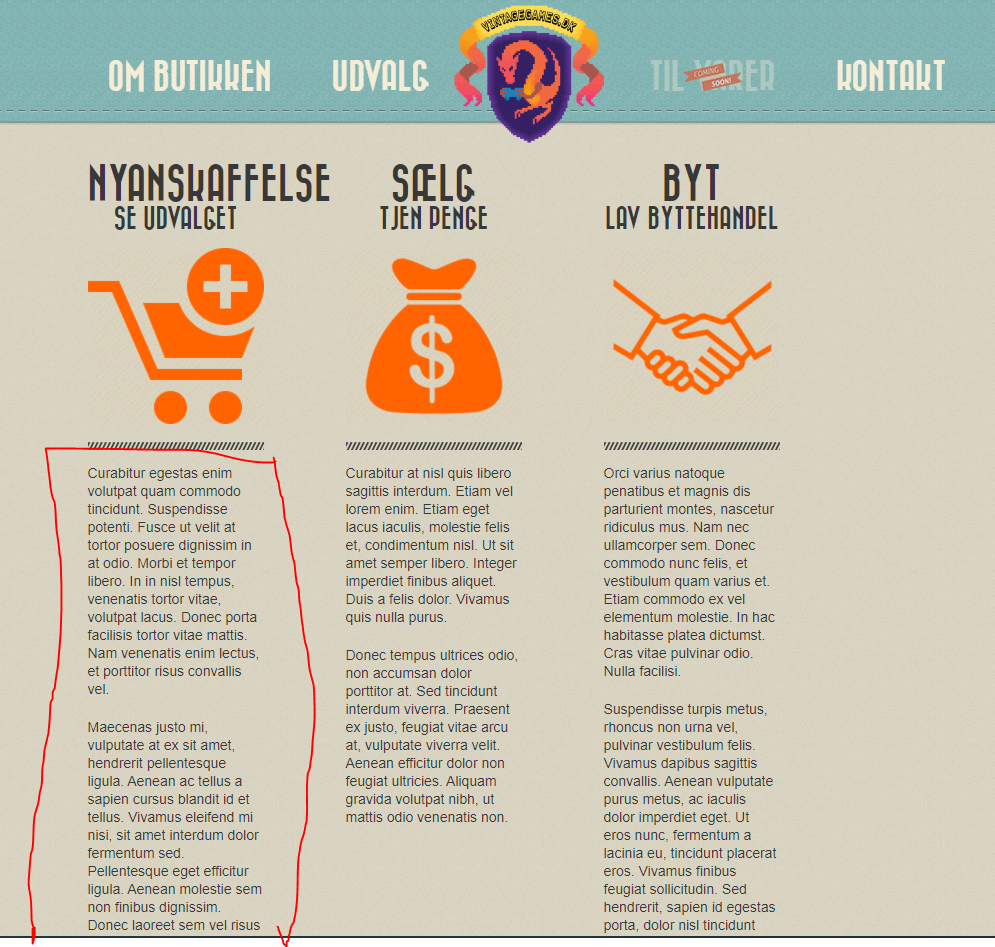 VINTAGEGAMES.DK
OM BUTIKKEN UDVALG TIL VARER KONTAKT
COMING
SOON!
NYANSKAFFELSE
SE UDVALGET
SÆLG
TJEN PENGE
BYT
LAV BYTTEHANDEL
$
Curabitur egestas enim
volutpat quam commodo
tincidunt. Suspendisse
potenti. Fusce ut velit at
tortor posuere dignissim in
at odio. Morbi et tempor
libero. In in nisl tempus,
venenatis tortor vitae,
volutpat lacus. Donec porta
facilisis tortor vitae mattis.
Nam venenatis enim lectus,
et porttitor risus convallis
vel.
Maecenas justo mi,
vulputate at ex sit amet,
hendrerit pellentesque
ligula. Aenean ac tellus a
sapien cursus blandit id et
tellus. Vivamus eleifend mi
nisi, sit amet interdum dolor
fermentum sed.
Pellentesque eget efficitur
ligula. Aenean molestie sem
non finibus dignissim.
Donec laoreet sem vel risus
Curabitur at nisl quis libero
sagittis interdum. Etiam vel
lorem enim. Etiam eget
lacus iaculis, molestie felis
et, condimentum nisl. Ut sit
amet semper libero. Integer
imperdiet finibus aliquet.
Duis a felis dolor. Vivamus
quis nulla purus.
Donec tempus ultrices odio,
non accumsan dolor
porttitor at. Sed tincidunt
interdum viverra. Praesent
ex justo, feugiat vitae arcu
at, vulputate viverra velit.
Aenean efficitur dolor non
feugiat ultricies. Aliquam
gravida volutpat nibh, ut
mattis odio venenatis non.
Orci varius natoque
penatibus et magnis dis
parturient montes, nascetur
ridiculus mus. Nam nec
ullamcorper sem. Donec
commodo nunc felis, et
vestibulum quam varius et.
Etiam commodo ex vel
elementum molestie. In hac
habitasse platea dictumst.
Cras vitae pulvinar odio.
Nulla facilisi.
Suspendisse turpis metus,
rhoncus non urna vel,
pulvinar vestibulum felis.
Vivamus dapibus sagittis
convallis. Aenean vulputate
purus metus, ac iaculis
dolor imperdiet eget. Ut
eros nunc, fermentum a
lacinia eu, tincidunt placerat
eros. Vivamus finibus
feugiat sollicitudin. Sed
hendrerit, sapien id egestas
porta, dolor nisl tincidunt